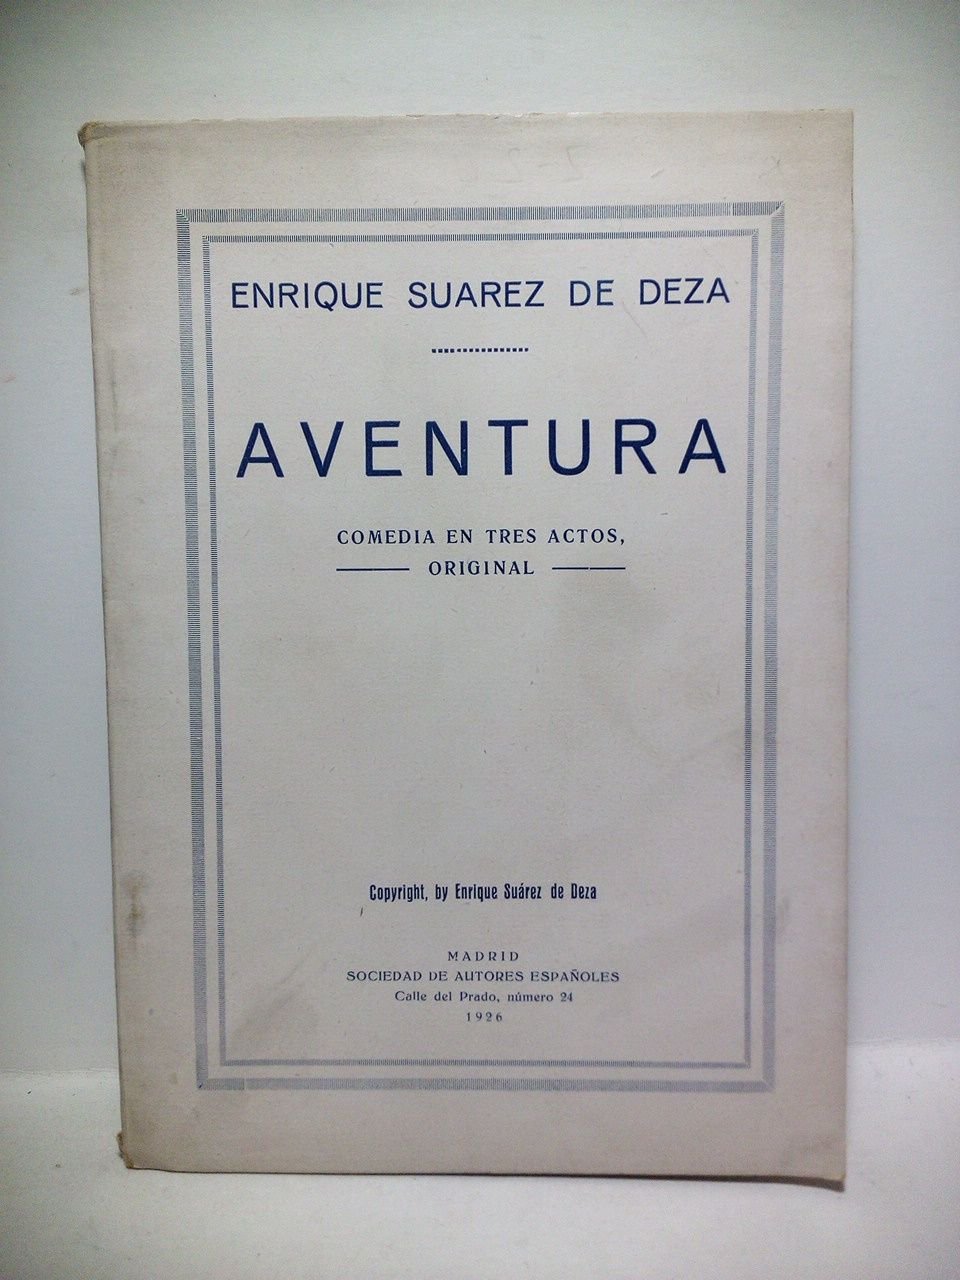 ENRIQUE SUAREZ DE DEZA
AVENTURA
COMEDIA EN TRES ACTOS,
ORIGINAL
Copyright, by Enrique Suárez de Deza
MADRID
SOCIEDAD DE AUTORES ESPAÑOLES
Calle del Prado, número 24
1926